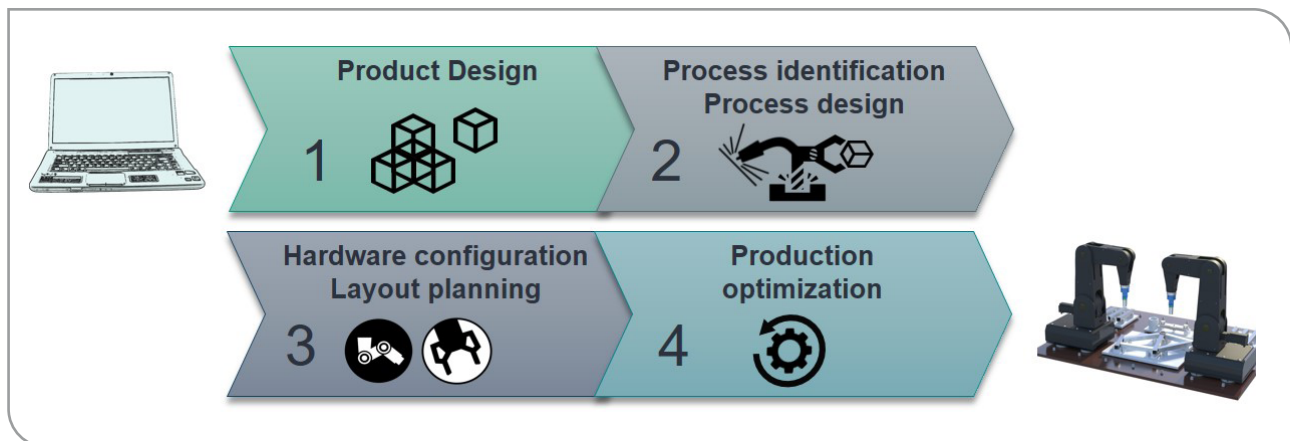 Product Design
1
Process identification
Process design
2
Hardware configuration
Layout planning
3
Production
optimization
4